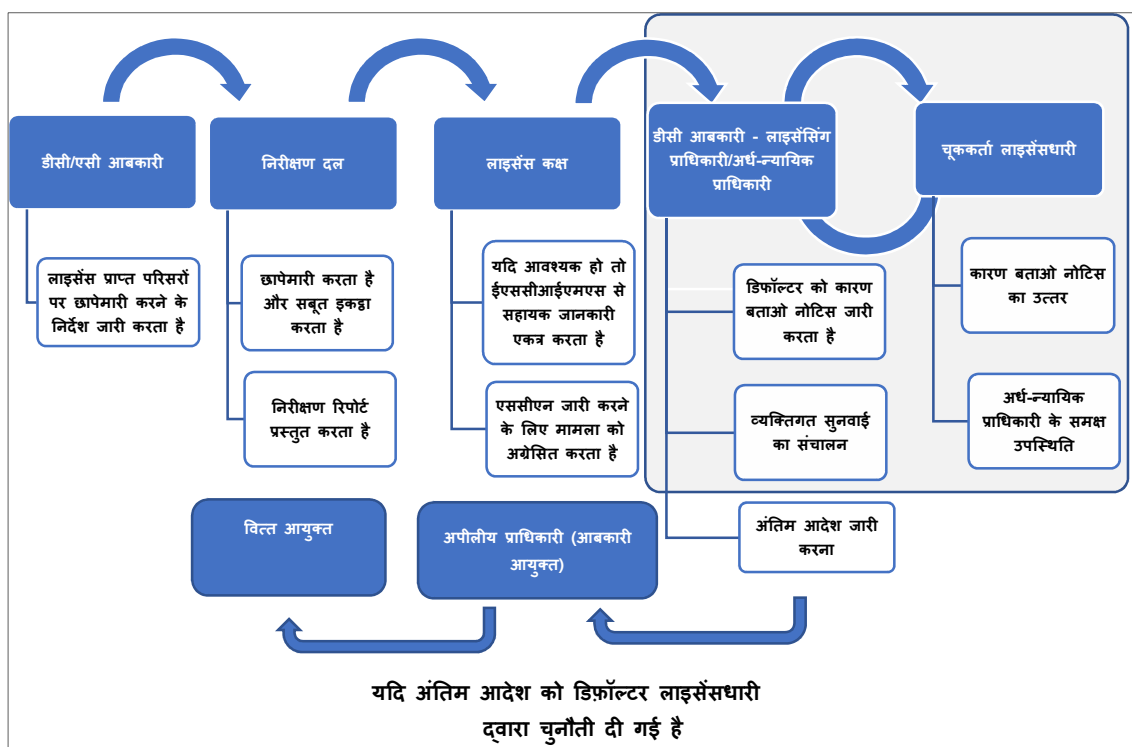 डीसी/एसी आबकारी
निरीक्षण दल
लाइसेंस कक्ष
डीसी आबकारी - लाइसेंसिंग
प्राधिकारी/अर्ध-न्यायिक
प्राधिकारी
चूककर्ता लाइसेंसधारी
लाइसेंस प्राप्त परिसरों
पर छापेमारी करने के
निर्देश जारी करता है
छापेमारी करता है
और सबूत इकट्ठा
करता है
निरीक्षण रिपोर्ट
प्रस्तुत करता है
यदि आवश्यक हो तो
ईएससीआईएमएस से
सहायक जानकारी
एकत्र करता है
एससीएन जारी करने
के लिए मामला को
अग्रेसित करता है
डिफॉल्टर को कारण
बताओ नोटिस जारी
करता है
व्यक्तिगत सुनवाई
का संचालन
अंतिम आदेश जारी
करना
कारण बताओ नोटिस
का उत्तर
अर्ध-न्यायिक
प्राधिकारी के समक्ष
उपस्थिति
वित्त आयुक्त
अपीलीय प्राधिकारी (आबकारी
आयुक्त)
यदि अंतिम आदेश को डिफ़ॉल्टर लाइसेंसधारी
द्वारा चुनौती दी गई है